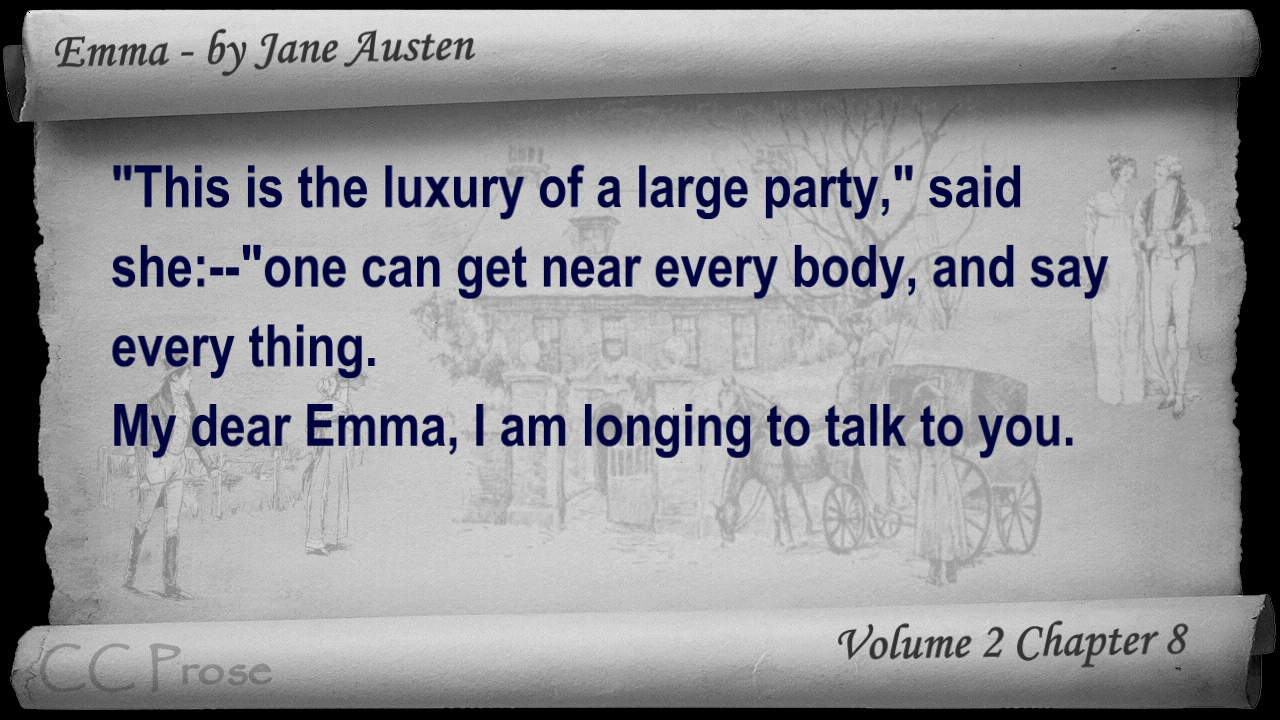 Emma - by Jane Austen
"This is the luxury of a large party," said
she:--"one can get near every body, and say
every thing.
My dear Emma, I am longing to talk to you.
Volume 2 Chapter 8
CC Prose